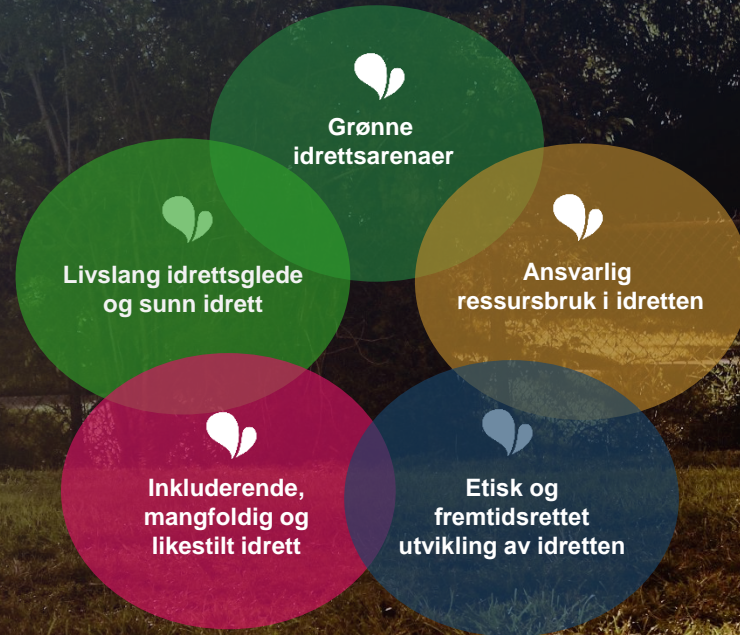 Grønne
idrettsarenaer
Livslang idrettsglede
og sunn idrett
Ansvarlig
ressursbruk i idretten
Inkluderende,
mangfoldig og
likestilt idrett
Etisk og
fremtidsrettet
utvikling av idretten